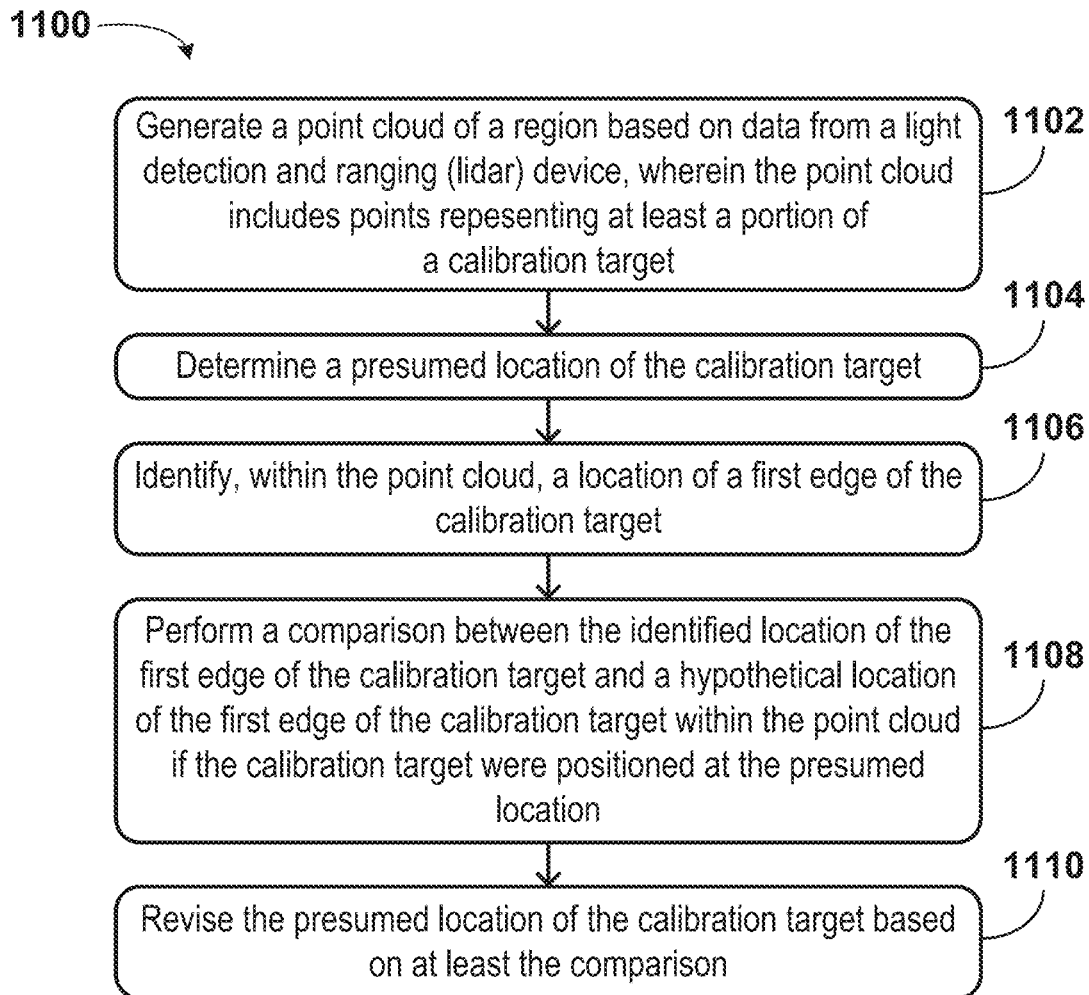 1100
Generate a point cloud of a region based on data from a light
detection and ranging (lidar) device, wherein the point cloud
includes points repesenting at least a portion of
a calibration target
1102
Determine a presumed location of the calibration target
1104
Identify, within the point cloud, a location of a first edge of the
calibration target
1106
Perform a comparison between the identified location of the
first edge of the calibration target and a hypothetical location
of the first edge of the calibration target within the point cloud
if the calibration target were positioned at the presumed
location
1108
Revise the presumed location of the calibration target based
on at least the comparison
1110